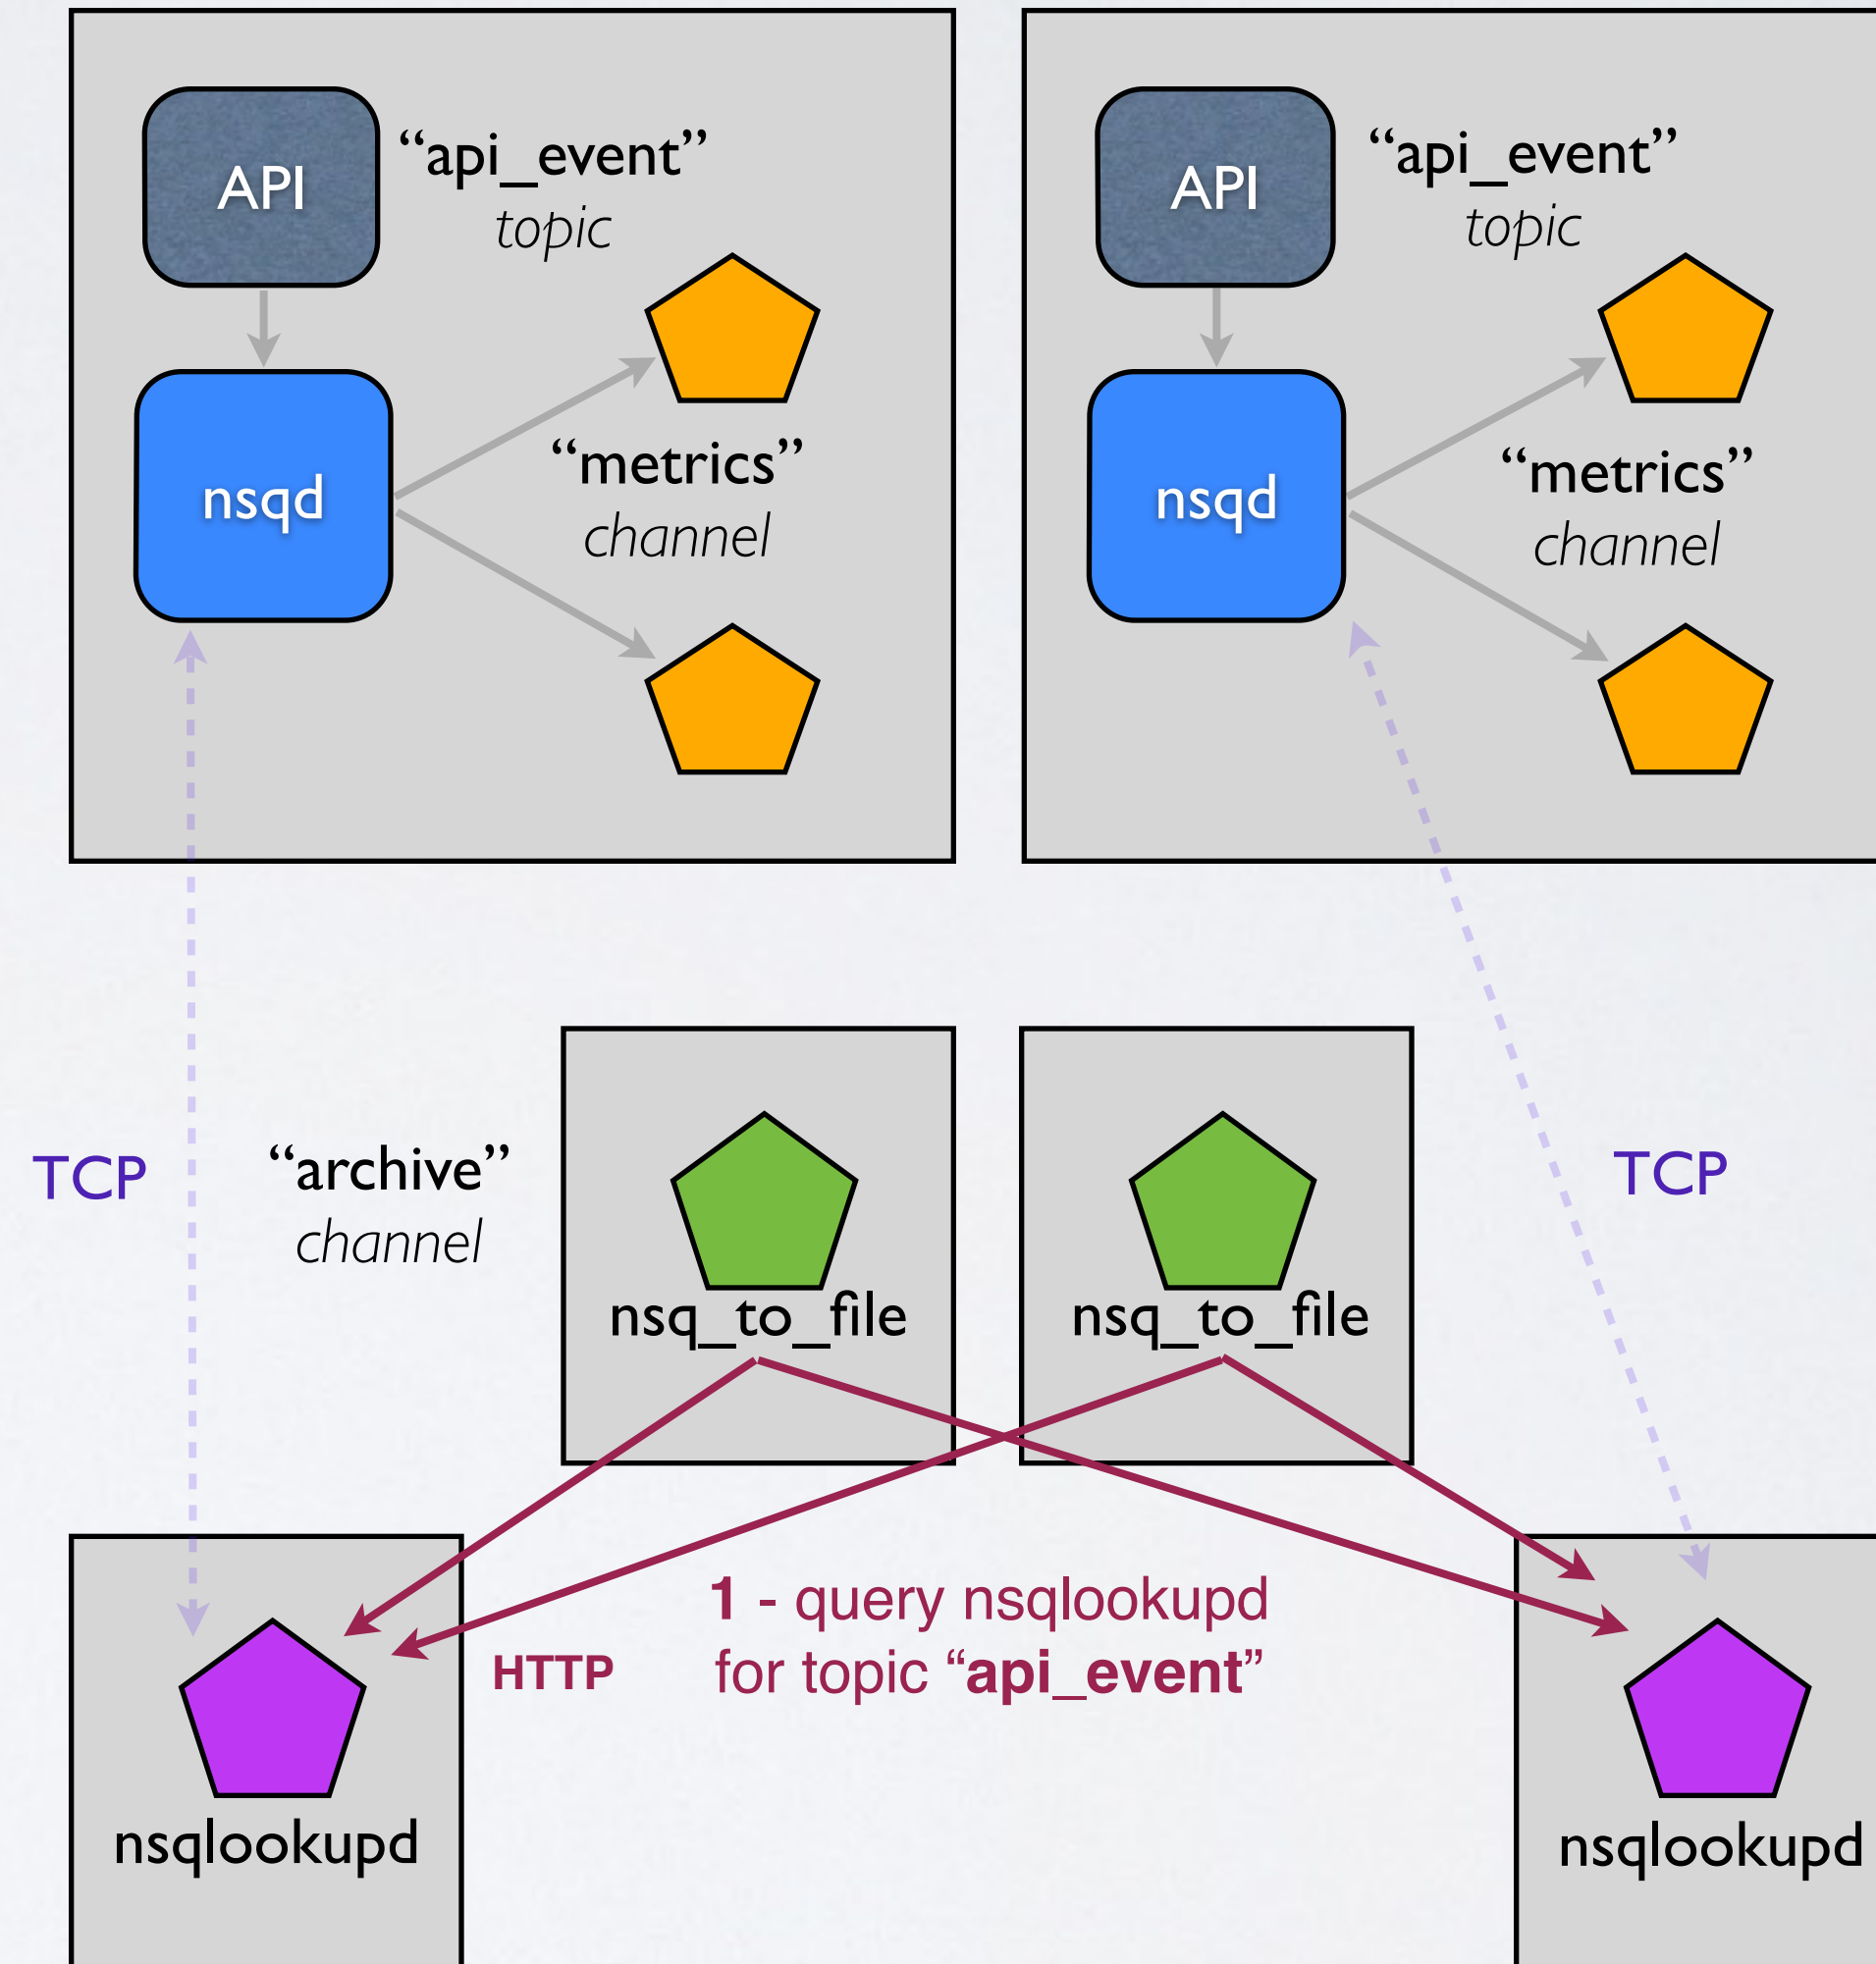 API
“api_event”
topic
nsqd
“metrics”
channel
API
“api_event”
topic
nsqd
“metrics”
channel
TCP
“archive”
channel
nsq_to_file
nsq_to_file
TCP
HTTP
1 - query nsqlookupd
for topic “api_event”
nsqlookupd
nsqlookupd